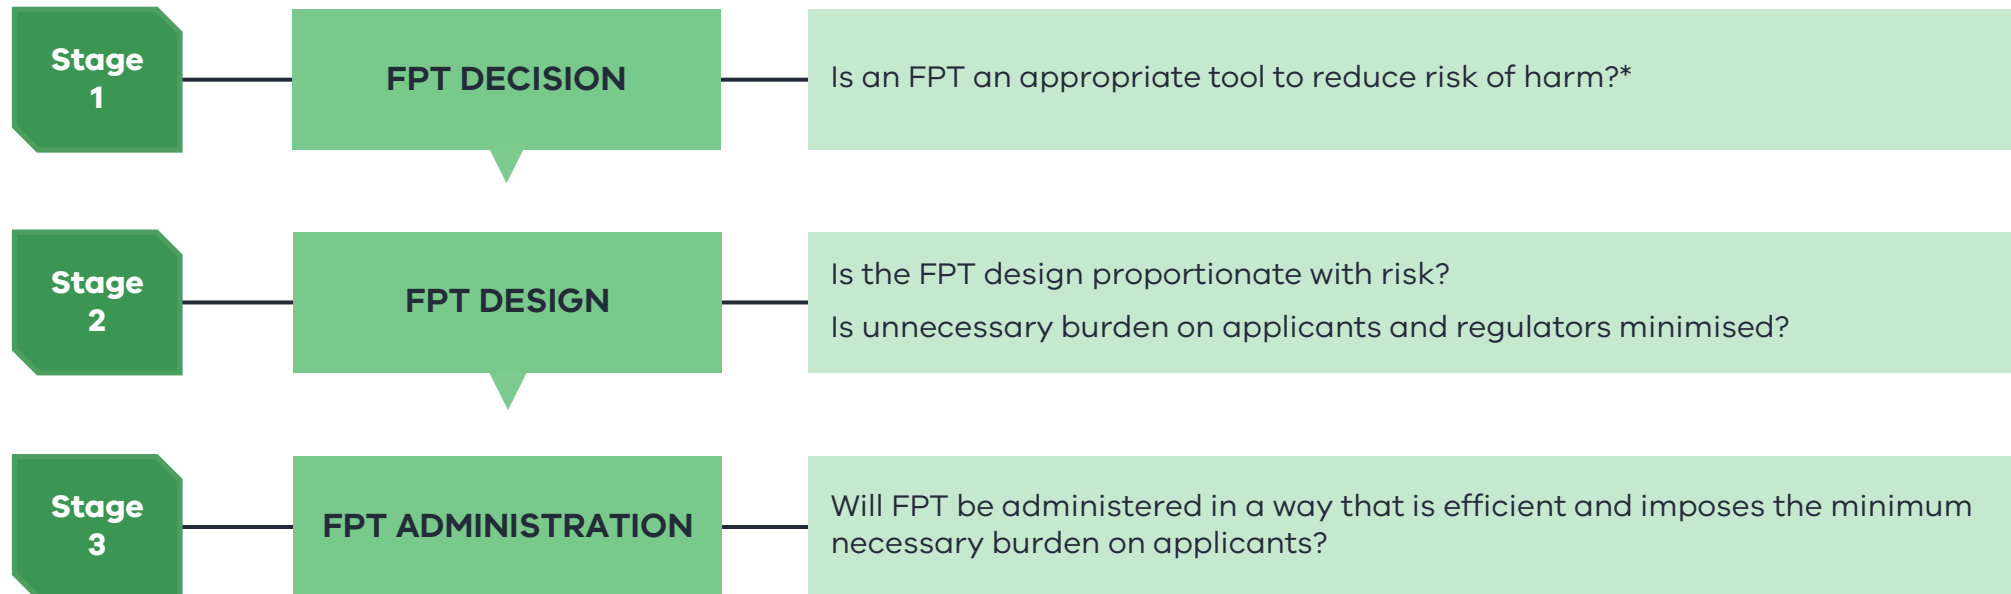 Stage
1
FPT DECISION
Is an FPT an appropriate tool to reduce risk of harm?*
Stage
2
FPT DESIGN
Is the FPT design proportionate with risk?
Is unnecessary burden on applicants and regulators minimised?
Stage
3
FPT ADMINISTRATION
Will FPT be administered in a way that is efficient and imposes the minimum
necessary burden on applicants?